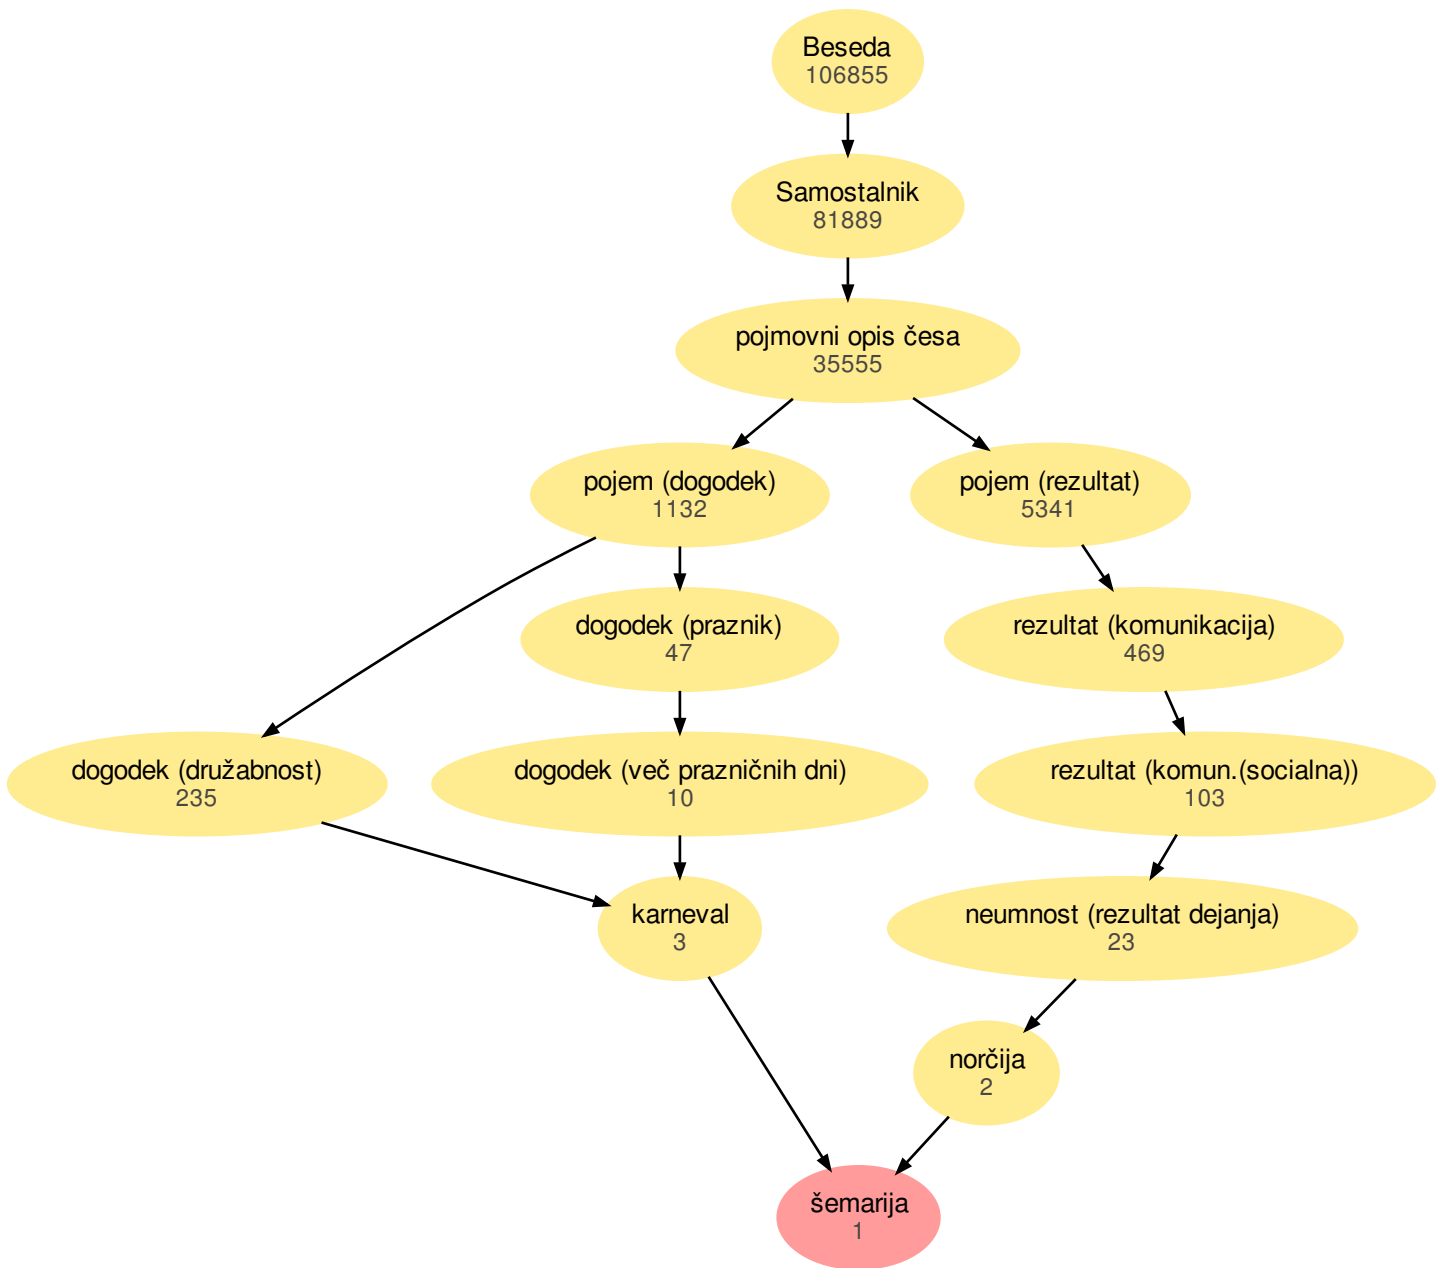 Beseda
106855
Samostalnik
81889
pojmovni opis česa
35555
pojem (dogodek)
1132
pojem (rezultat)
5341
dogodek (praznik)
47
rezultat (komunikacija)
469
dogodek (družabnost)
235
dogodek (več prazničnih dni)
10
rezultat (komun.(socialna))
103
karneval
3
neumnost (rezultat dejanja)
23
norčija
2
šemarija
1